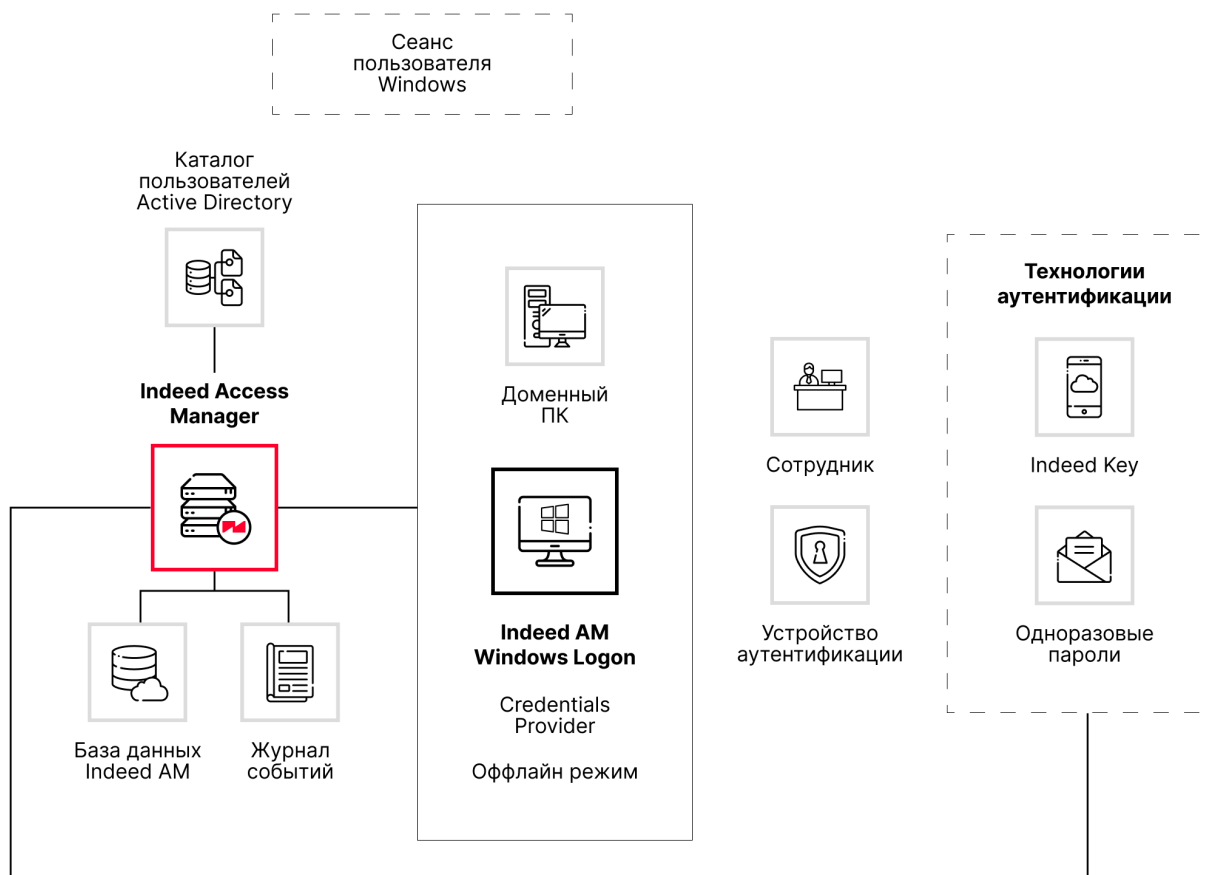 Сеанс
пользователя
Windows
Каталог
пользователей
Active Directory
Indeed Access
Manager
База данных
Indeed AM
Журнал
событий
Доменный
ПК
Indeed AM
Windows Logon
Credentials
Provider
Оффлайн режим
Сотрудник
Устройство
аутентификации
Технологии
аутентификации
Indeed Key
Одноразовые
пароли